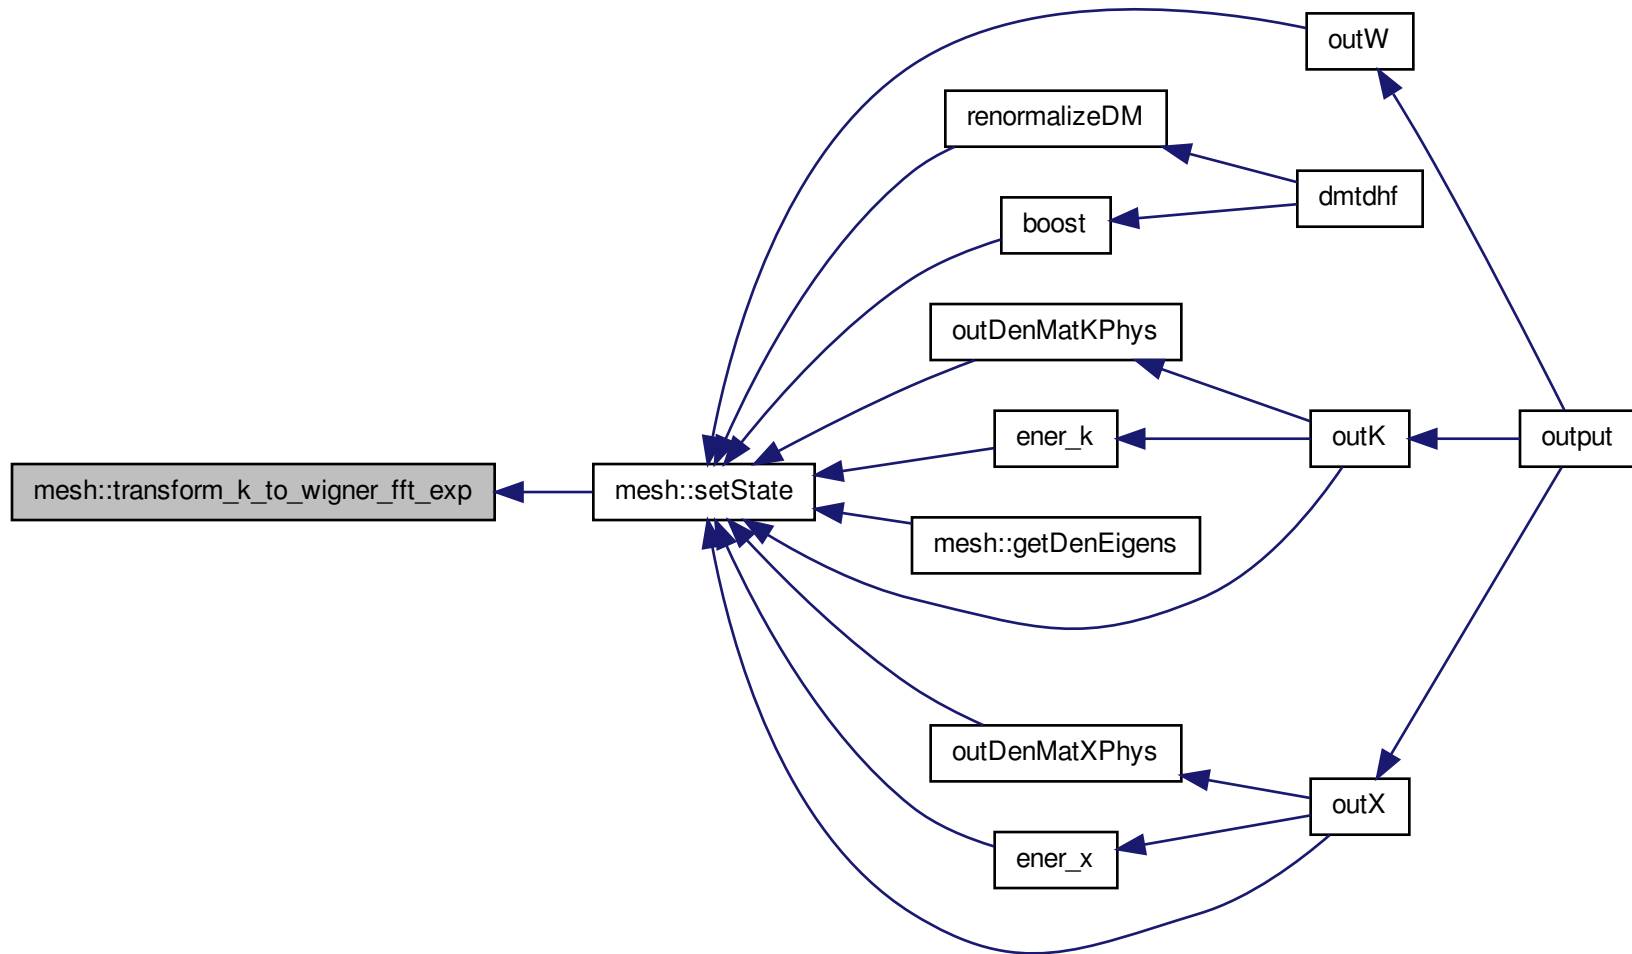 outW
renormalizeDM
dmtdhf
boost
outDenMatKPhys
ener_k
outK
output
mesh::transform_k_to_wigner_fft_exp
mesh::setState
mesh::getDenEigens
outDenMatXPhys
outX
ener_x